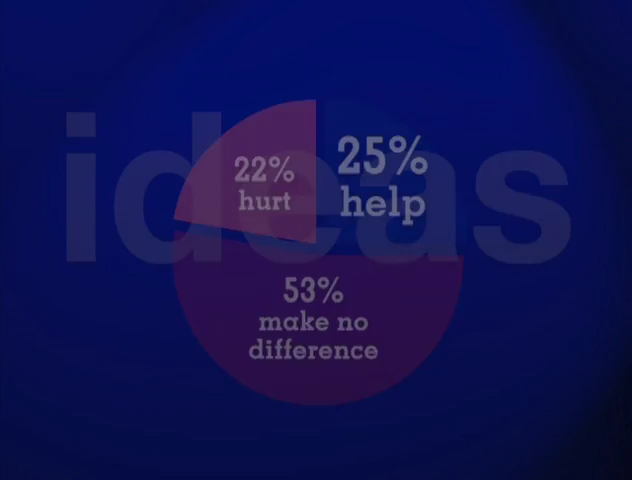 ideas
22%
hurt
25%
help
53%
make no
difference